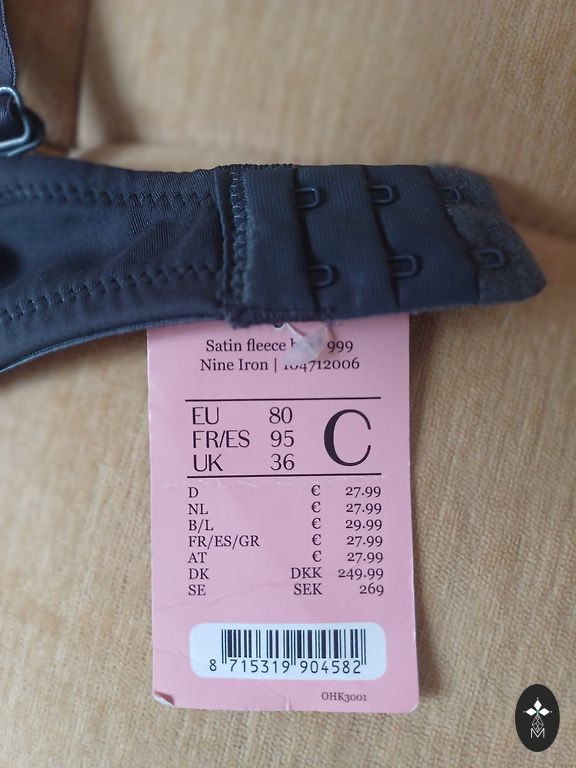 Satin fleece 999
Nine Iron | 104712006
EU 80
FR/ES 95
UK 36
C
D € 27.99
NL € 27.99
B/L € 29.99
FR/ES/GR € 27.99
AT € 27.99
DK DKK 249.99
SE SEK 269
8 715319 904582
OHK3001
M